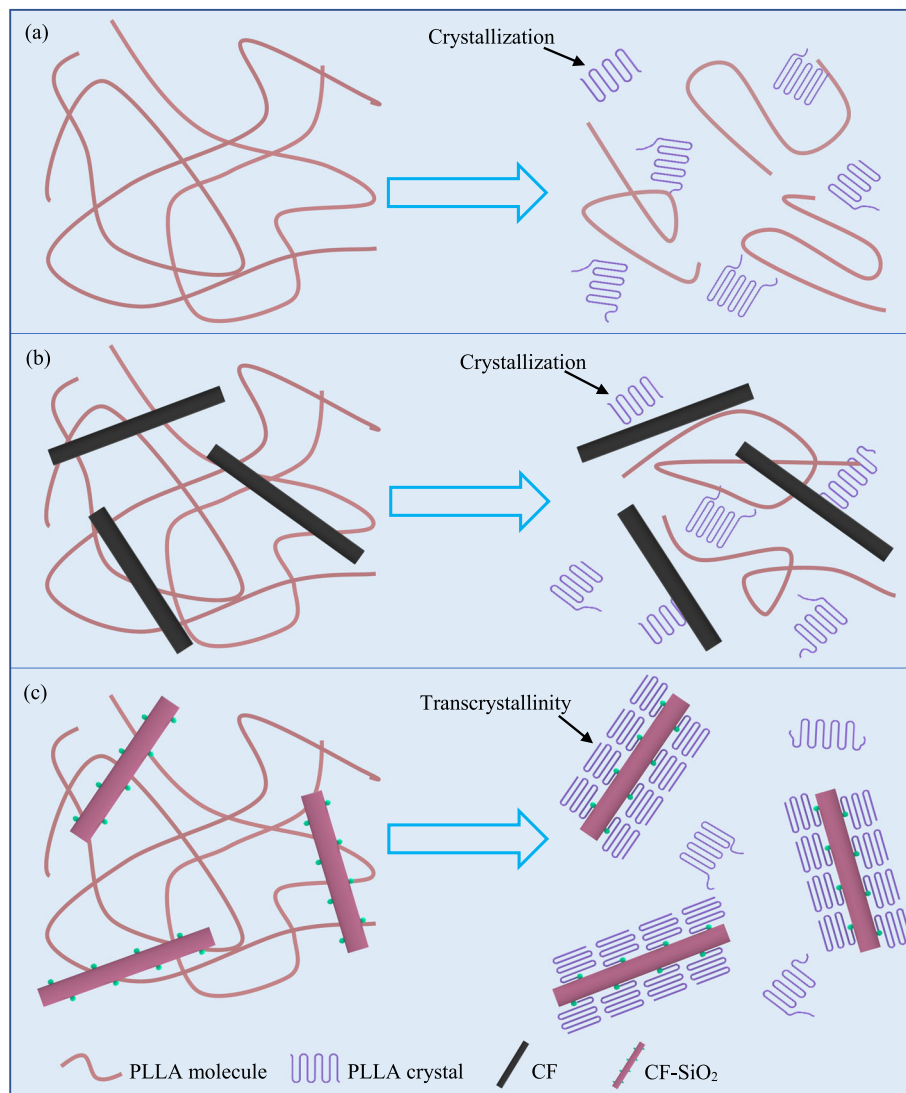 (a)
Crystallization
(b)
Crystallization
(c)
Transcrystallinity
PLLA molecule PLLA crystal CF CF-SiO₂